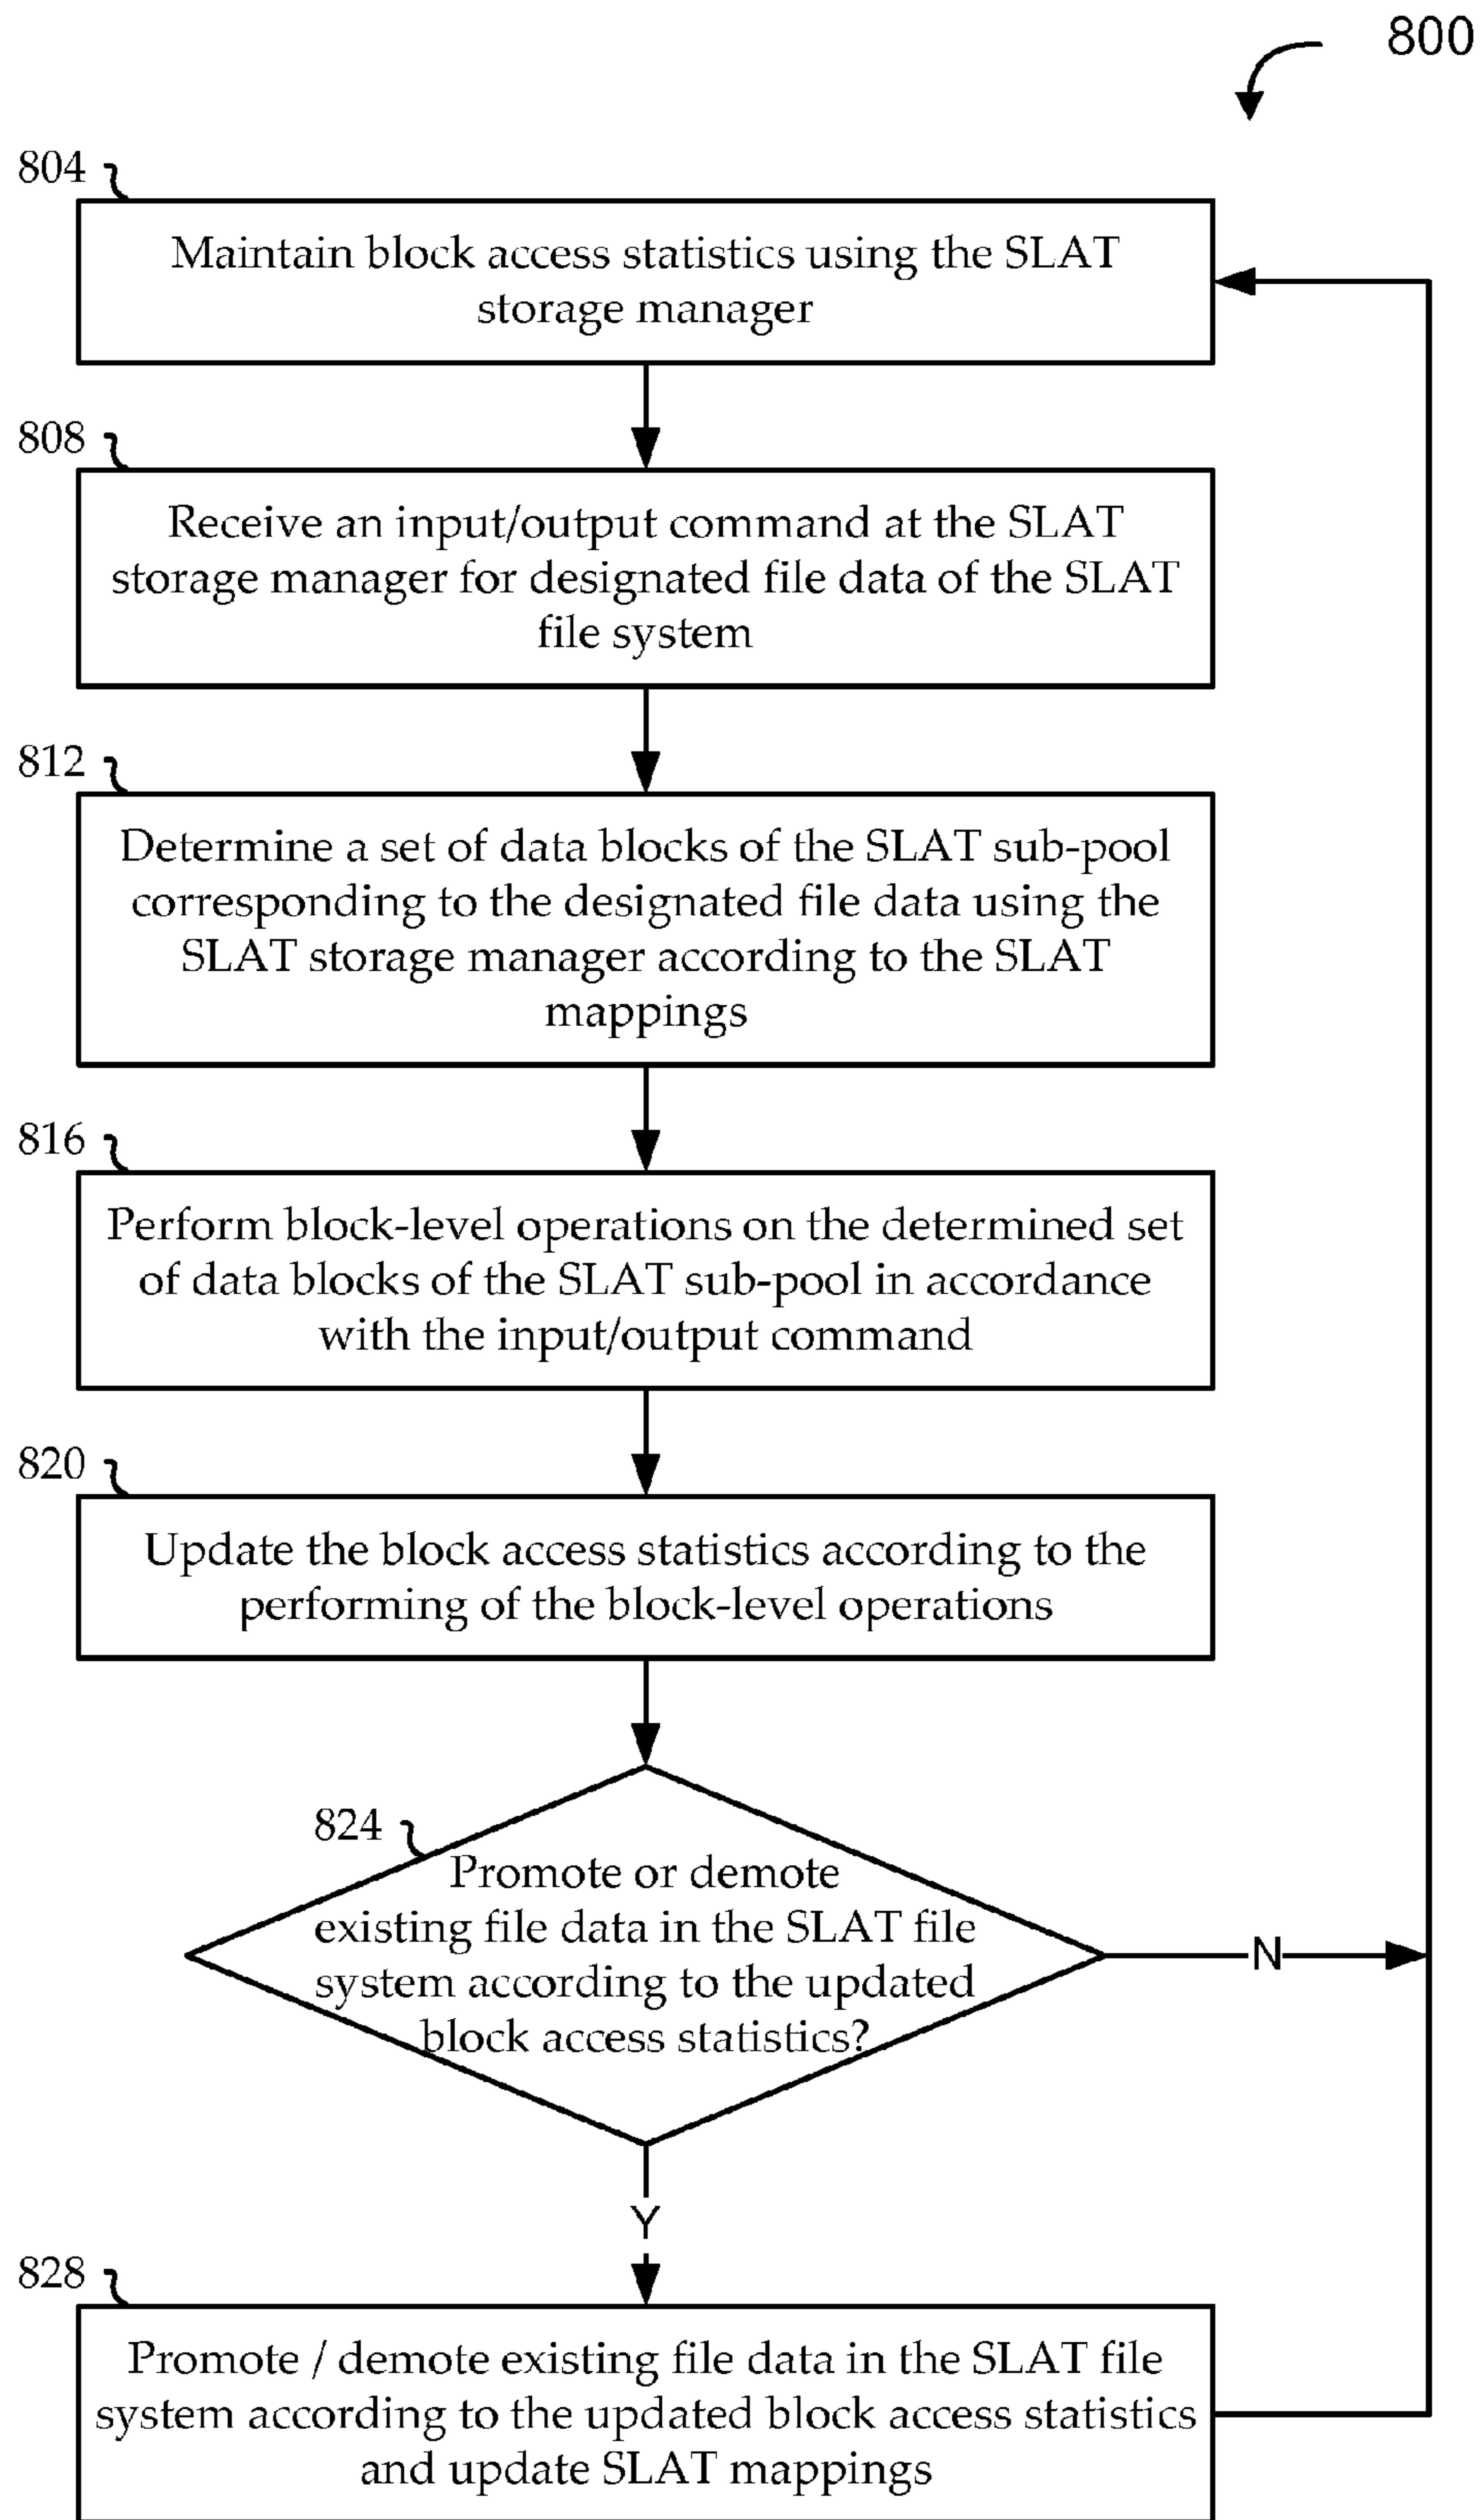 800
804
Maintain block access statistics using the SLAT
storage manager
808
Receive an input/output command at the SLAT
storage manager for designated file data of the SLAT
file system
812
Determine a set of data blocks of the SLAT sub-pool
corresponding to the designated file data using the
SLAT storage manager according to the SLAT
mappings
816
Perform block-level operations on the determined set
of data blocks of the SLAT sub-pool in accordance
with the input/output command
820
Update the block access statistics according to the
performing of the block-level operations
824
Promote or demote
existing file data in the SLAT file
system according to the updated
block access statistics?
N
Y
828
Promote / demote existing file data in the SLAT file
system according to the updated block access statistics
and update SLAT mappings